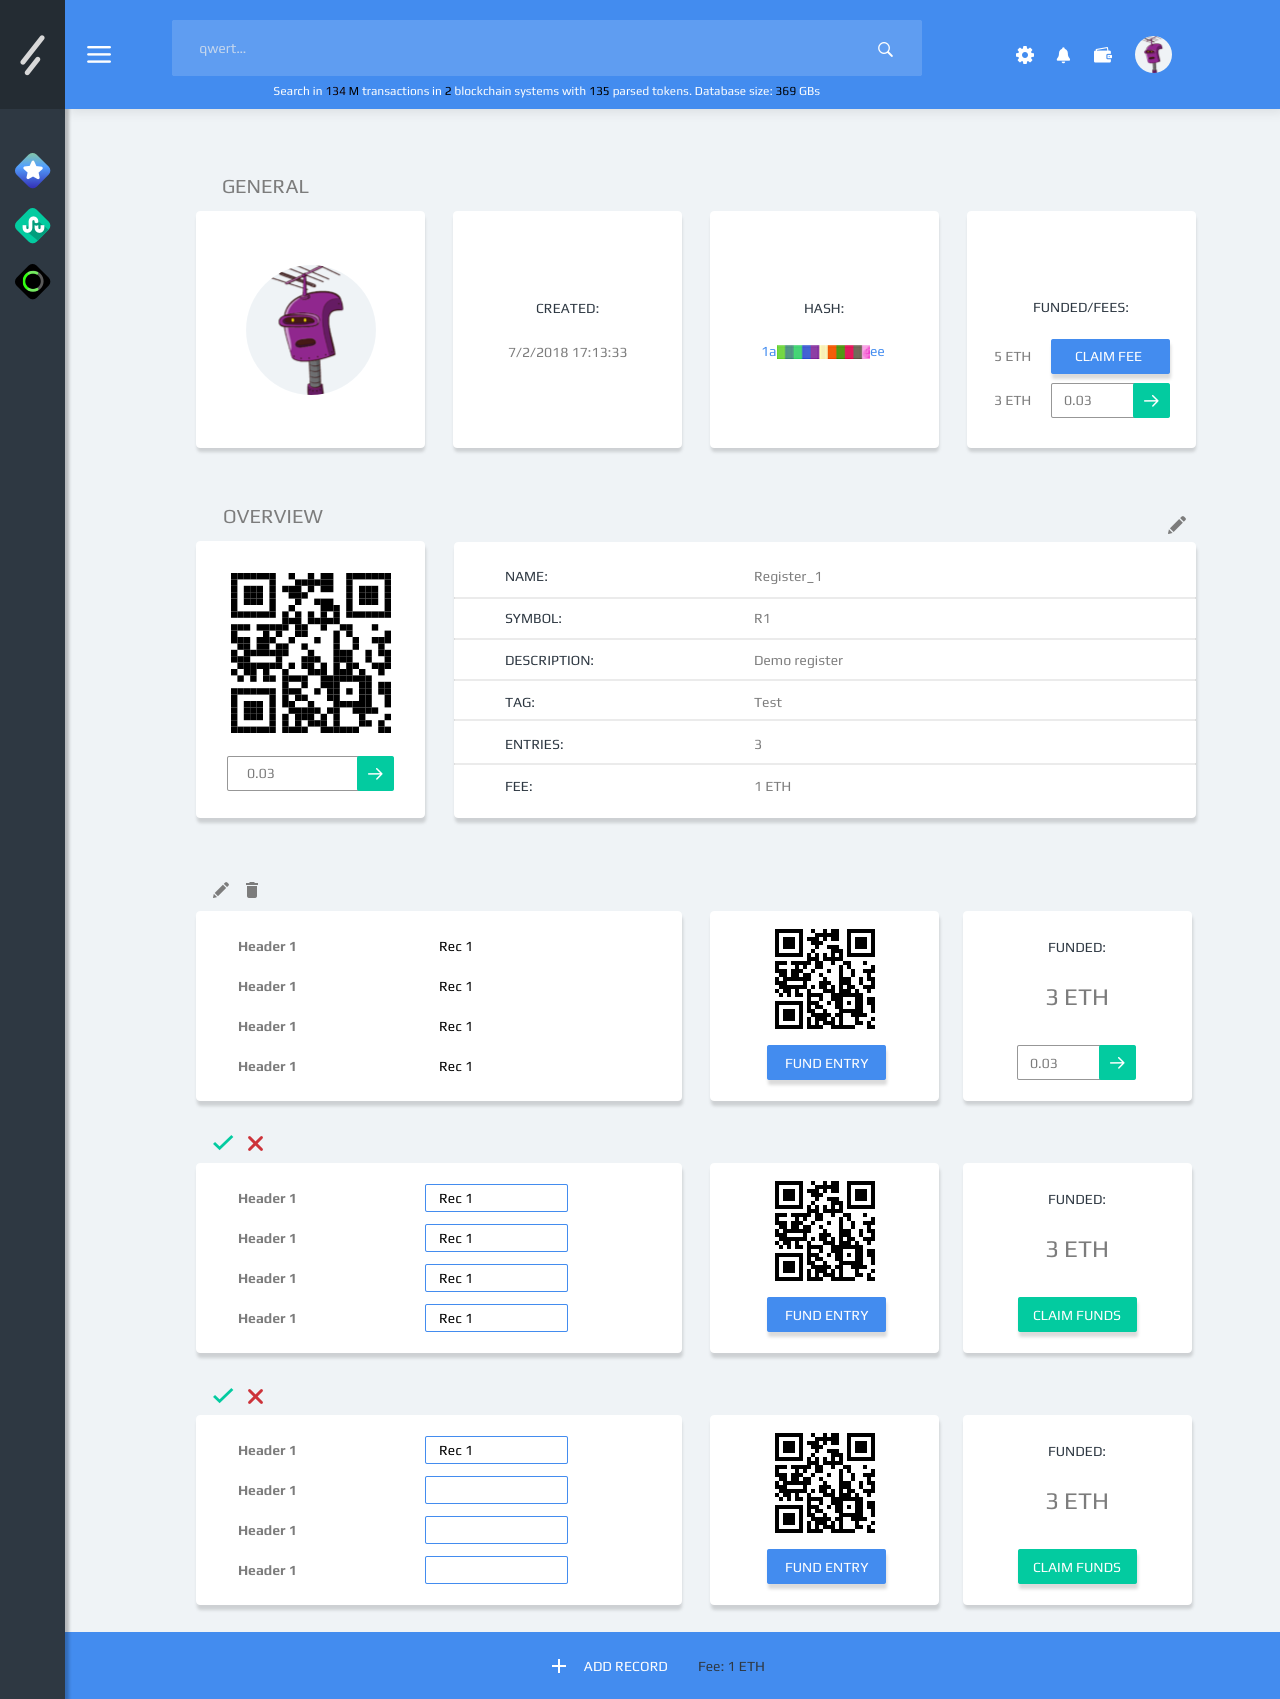 qwert...
Search in 134 M transactions in 2 blockchain systems with 135 parsed tokens. Database size: 369 GBs
GENERAL
CREATED:
7/2/2018 17:13:33
HASH:
1a
ee
FUNDED/FEES:
5 ETH CLAIM FEE
3 ETH 0.03
OVERVIEW
0.03
NAME: Register_1
SYMBOL: R1
DESCRIPTION: Demo register
TAG: Test
ENTRIES: 3
FEE: 1 ETH
Header 1 Rec 1
Header 1 Rec 1
Header 1 Rec 1
Header 1 Rec 1
FUND ENTRY
FUNDED:
3 ETH
0.03
Header 1 Rec 1
Header 1 Rec 1
Header 1 Rec 1
Header 1 Rec 1
FUND ENTRY
FUNDED:
3 ETH
CLAIM FUNDS
Header 1 Rec 1
Header 1
Header 1
Header 1
FUND ENTRY
FUNDED:
3 ETH
CLAIM FUNDS
ADD RECORD Fee: 1 ETH